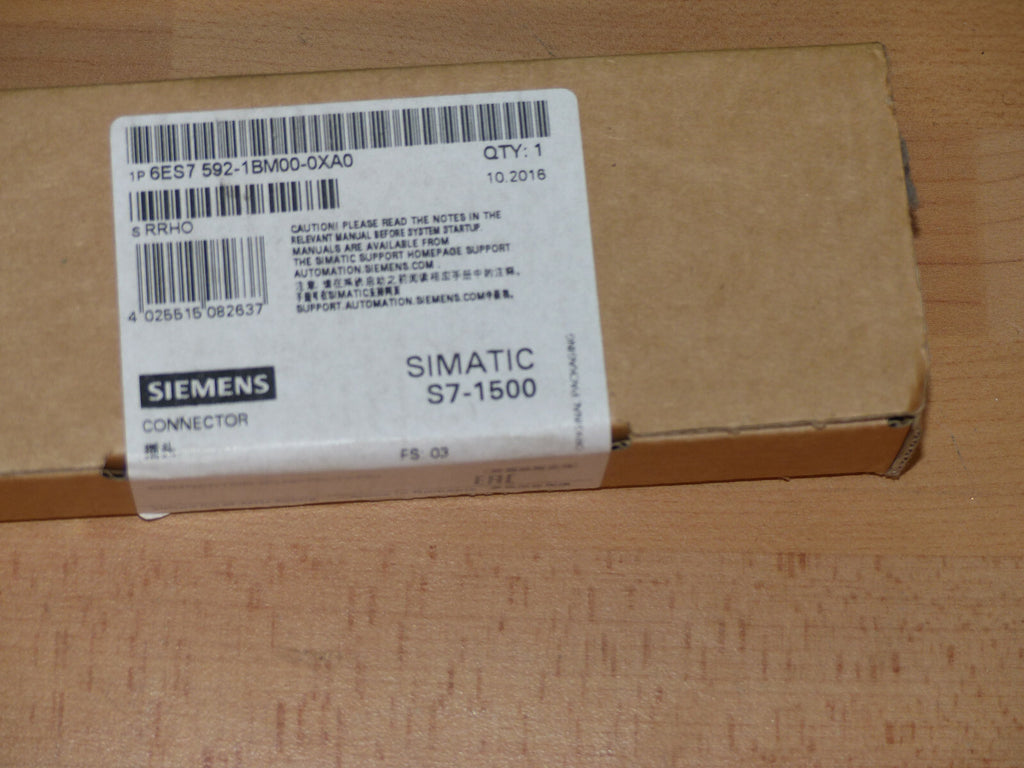 1P 6ES7 592-1BM00-0XA0
QTY: 1
10.2016
S RRHO
CAUTION! PLEASE READ THE NOTES IN THE
RELEVANT MANUAL BEFORE SYSTEM STARTUP.
MANUALS ARE AVAILABLE FROM
THE SIMATIC SUPPORT HOMEPAGE SUPPORT.
AUTOMATION.SIEMENS.COM.
SUPPORT.AUTOMATION.SIEMENS.COM
4 025515 082637
SIEMENS
SIMATIC
S7-1500
CONNECTOR
FS 03
ORIGINAL PACKAGING
EAC